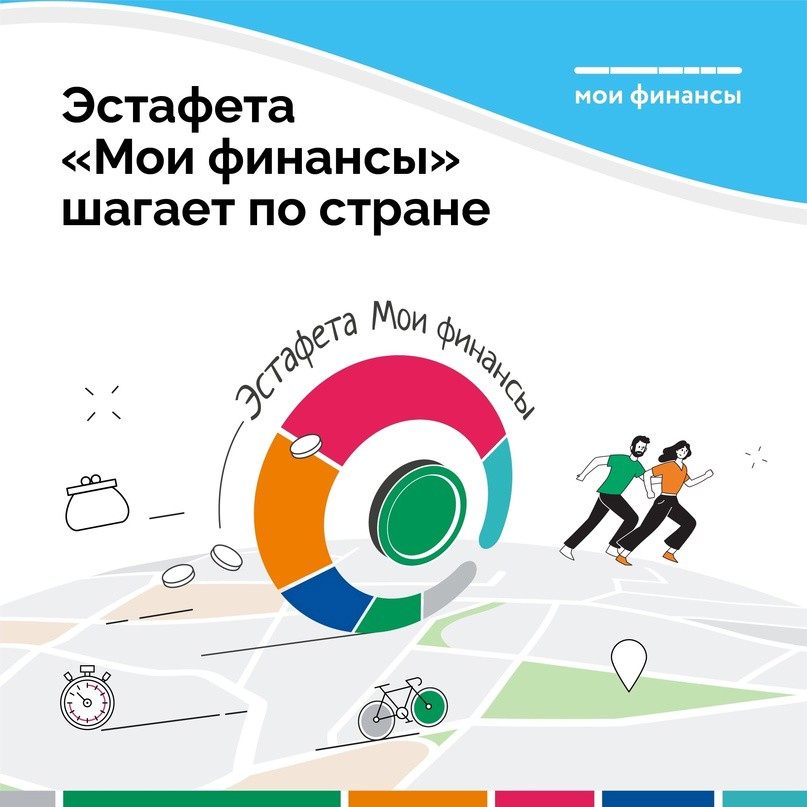 Эстафета
«Мои финансы»
шагает по стране
мои финансы
Эстафета Мои финансы